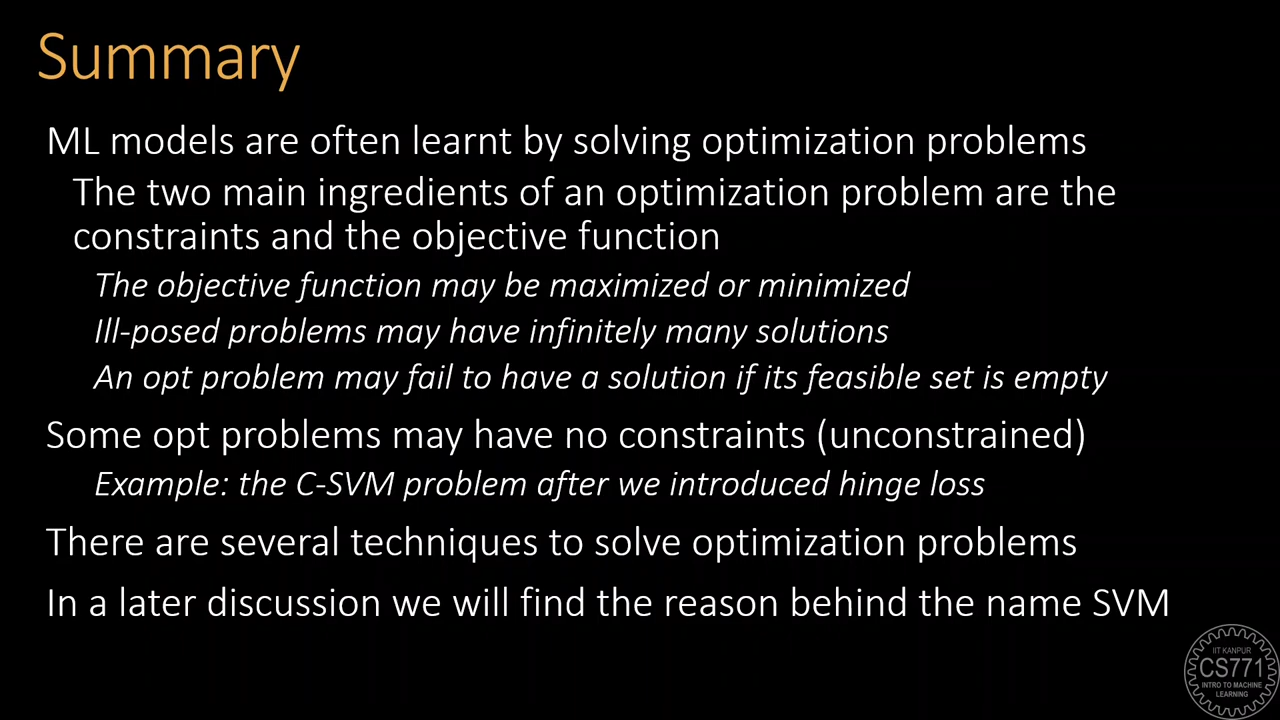 Summary
ML models are often learnt by solving optimization problems
The two main ingredients of an optimization problem are the
constraints and the objective function
The objective function may be maximized or minimized
Ill-posed problems may have infinitely many solutions
An opt problem may fail to have a solution if its feasible set is empty
Some opt problems may have no constraints (unconstrained)
Example: the C-SVM problem after we introduced hinge loss
There are several techniques to solve optimization problems
In a later discussion we will find the reason behind the name SVM
IIT KANPUR
CS771
INTRO TO MACHINE
LEARNING